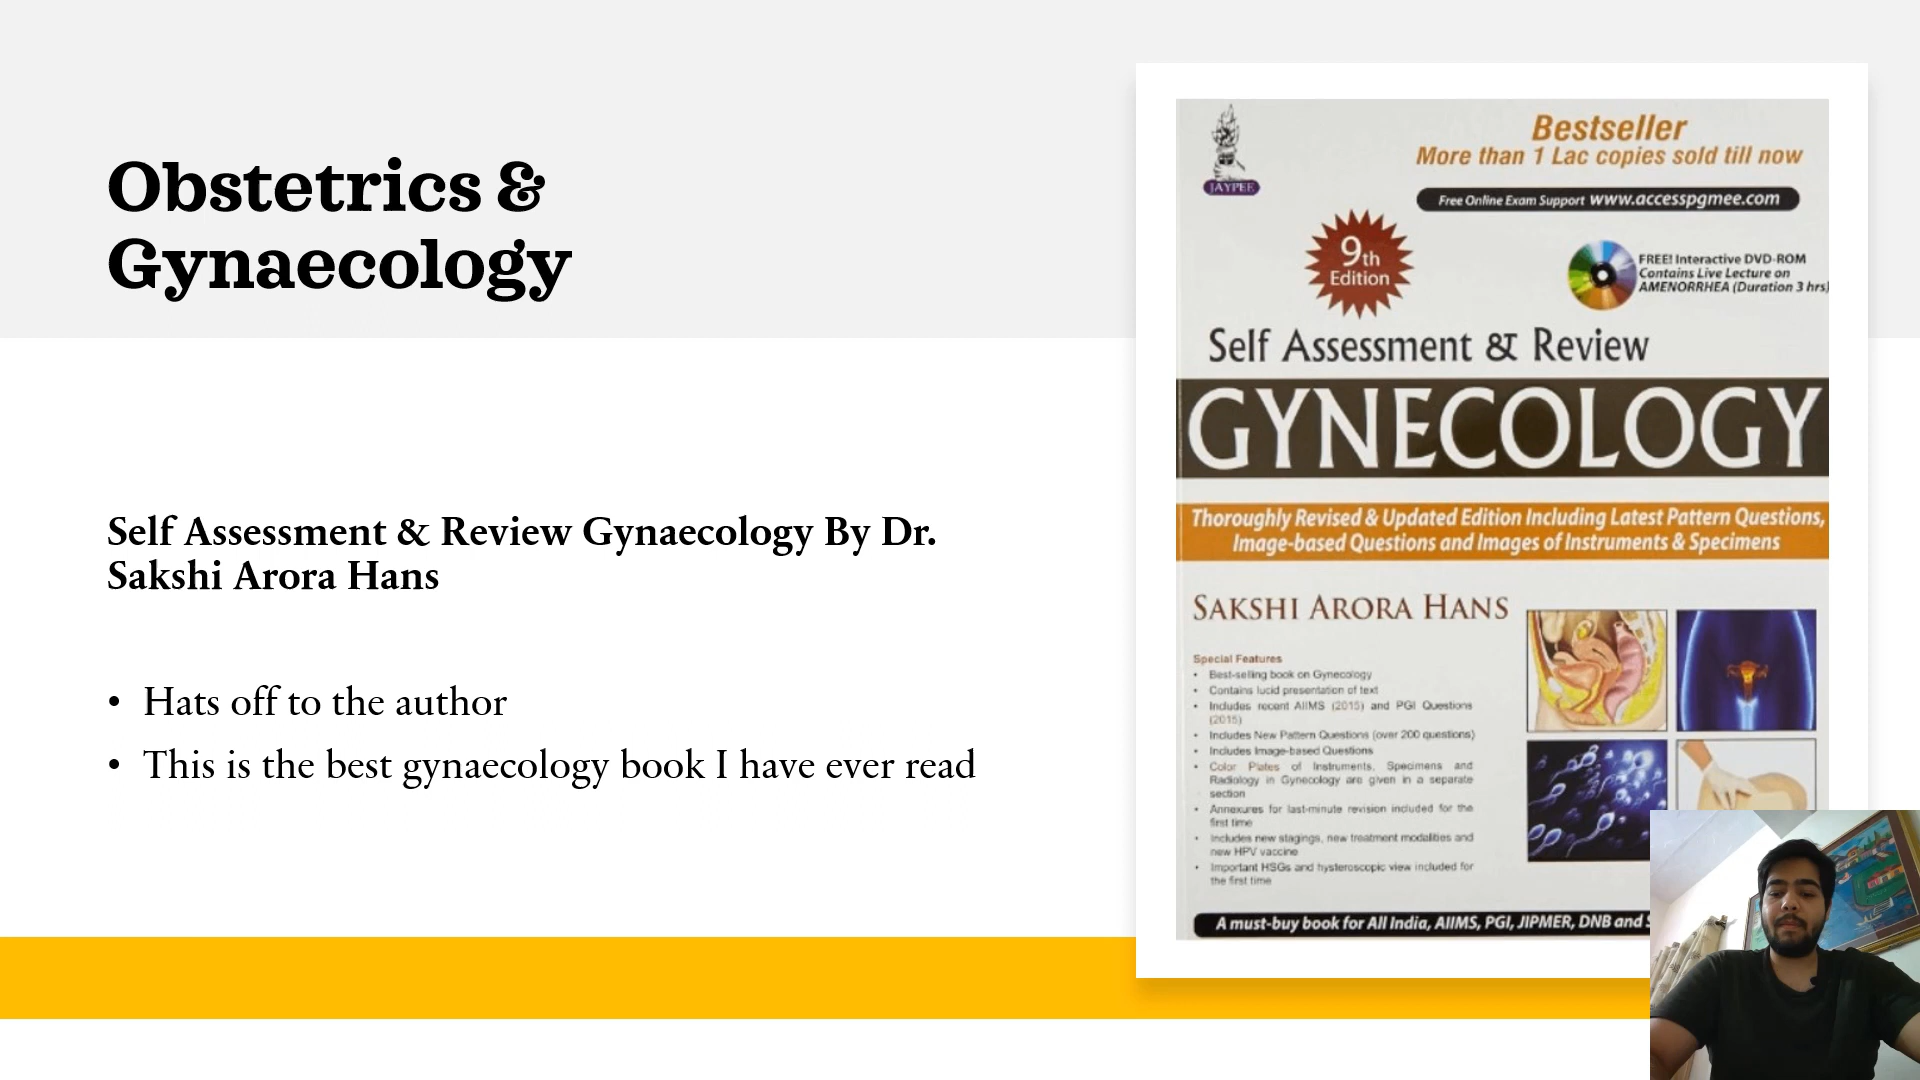 Obstetrics &
Gynaecology
Self Assessment & Review Gynaecology By Dr.
Sakshi Arora Hans
• Hats off to the author
• This is the best gynaecology book I have ever read
JAYPEE
Bestseller
More than 1 Lac copies sold till now
Free Online Exam Support www.accesspgmee.com
9th
Edition
FREE! Interactive DVD-ROM
Contains Live Lecture on
AMENORRHEA (Duration 3 hrs)
Self Assessment & Review
GYNECOLOGY
Thoroughly Revised & Updated Edition Including Latest Pattern Questions,
Image-based Questions and Images of Instruments & Specimens
SAKSHI ARORA HANS
Special Features
• Best-selling book on Gynecology
• Contains lucid presentation of text
• Includes recent AIIMS (2015) and PGI Questions
(2015)
• Includes New Pattern Questions (over 200 questions)
• Includes Image-based Questions
• Color Plates of Instruments, Specimens and
Radiology in Gynecology are given in a separate
section
• Annexures for last-minute revision included for the
first time
• Includes new stagings, new treatment modalities and
new HPV vaccine
• Important HSGs and hysteroscopic view included for
the first time
A must-buy book for All India, AIIMS, PGI, JIPMER, DNB and